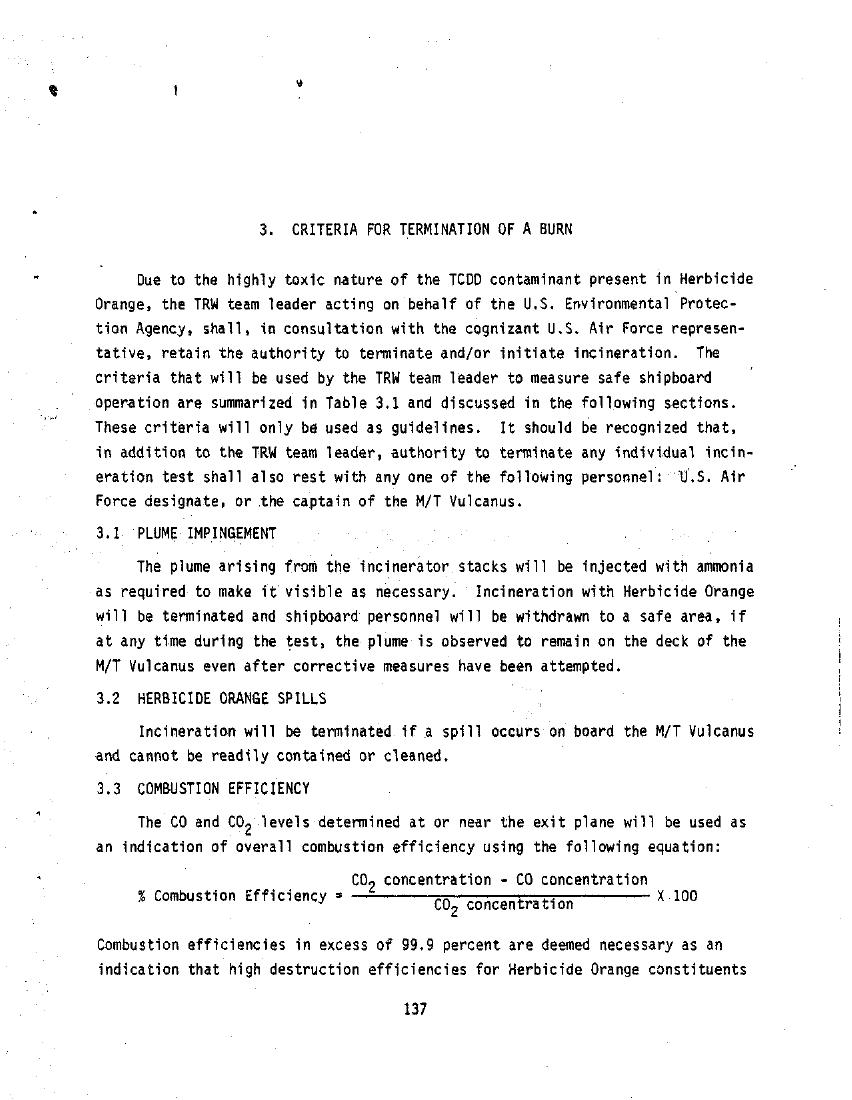 3. CRITERIA FOR TERMINATION OF A BURN
Due to the highly toxic nature of the TCDD contaminant present in Herbicide
Orange, the TRW team leader acting on behalf of the U.S. Environmental Protec-
tion Agency, shall, in consultation with the cognizant U.S. Air Force represen-
tative, retain the authority to terminate and/or initiate incineration. The
criteria that will be used by the TRW team leader to measure safe shipboard
operation are summarized in Table 3.1 and discussed in the following sections.
These criteria will only be used as guidelines. It should be recognized that,
in addition to the TRW team leader, authority to terminate any individual incin-
eration test shall also rest with any one of the following personnel: U.S. Air
Force designate, or the captain of the M/T Vulcanus.
3.1 PLUME IMPINGEMENT
The plume arising from the incinerator stacks will be injected with ammonia
as required to make it visible as necessary. Incineration with Herbicide Orange
will be terminated and shipboard personnel will be withdrawn to a safe area, if
at any time during the test, the plume is observed to remain on the deck of the
M/T Vulcanus even after corrective measures have been attempted.
3.2 HERBICIDE ORANGE SPILLS
Incineration will be terminated if a spill occurs on board the M/T Vulcanus
and cannot be readily contained or cleaned.
3.3 COMBUSTION EFFICIENCY
The CO and CO2 levels determined at or near the exit plane will be used as
an indication of overall combustion efficiency using the following equation:
% Combustion Efficiency = CO2 concentration - CO concentration / CO2 concentration X 100
Combustion efficiencies in excess of 99.9 percent are deemed necessary as an
indication that high destruction efficiencies for Herbicide Orange constituents
137